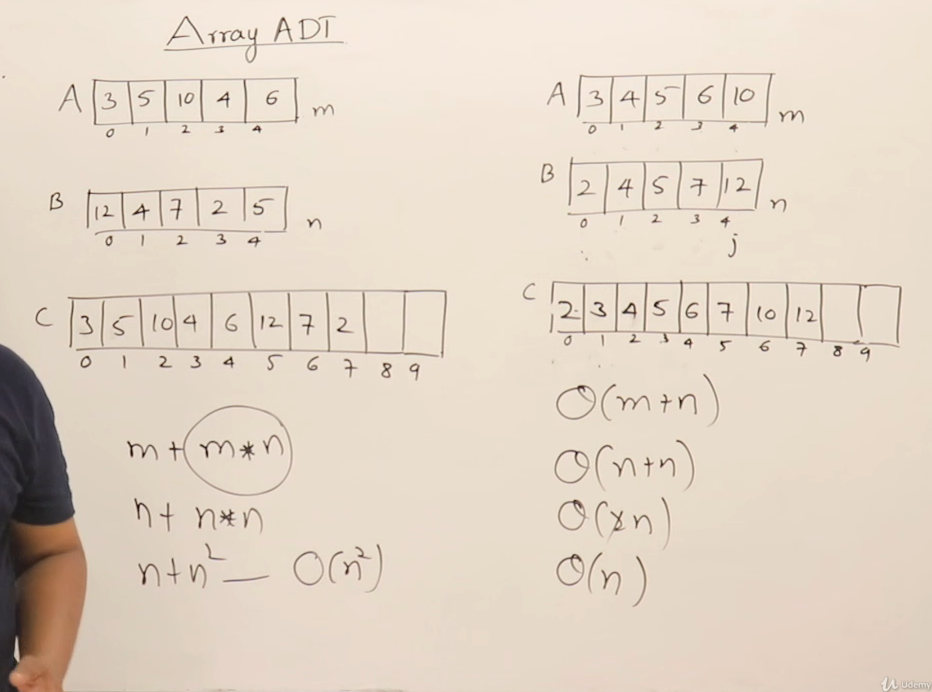 Array ADT
A 3 5 10 4 6 m
0 1 2 3 4
B 12 4 7 2 5 n
0 1 2 3 4
C 3 5 10 4 6 12 7 2
0 1 2 3 4 5 6 7 8 9
m + m * n
n + n * n
n + n² — O(n²)
A 3 4 5 6 10 m
0 1 2 3 4
B 2 4 5 7 12 n
0 1 2 3 4
j
C 2 3 4 5 6 7 10 12
0 1 2 3 4 5 6 7 8 9
O(m+n)
O(n+n)
O(2n)
O(n)
Udemy